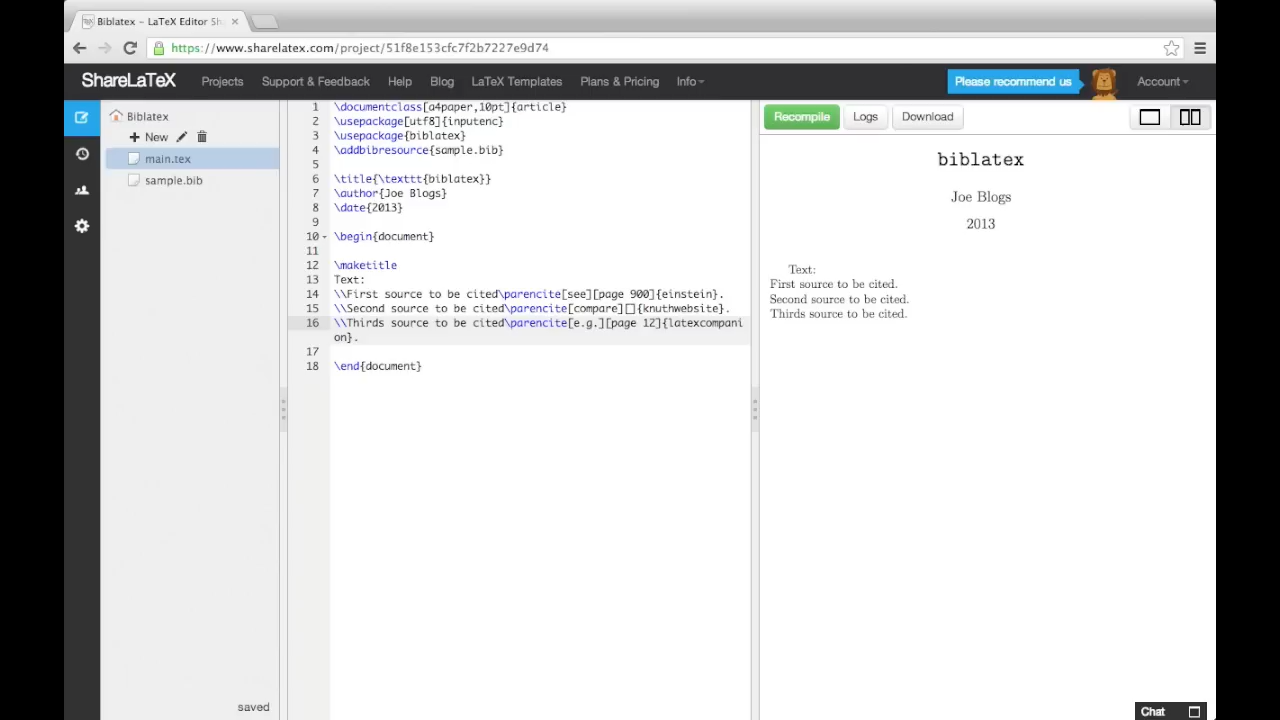 Biblatex - LaTeX Editor Sh
https://www.sharelatex.com/project/51f8e153cfc7f2b7227e9d74
ShareLaTeX Projects Support & Feedback Help Blog LaTeX Templates Plans & Pricing Info Please recommend us Account
Biblatex
New
main.tex
sample.bib
saved
1 \documentclass[a4paper,10pt]{article}
2 \usepackage[utf8]{inputenc}
3 \usepackage{biblatex}
4 \addbibresource{sample.bib}
5
6 \title{\texttt{biblatex}}
7 \author{Joe Blogs}
8 \date{2013}
9
10 \begin{document}
11
12 \maketitle
13 Text:
14 \\First source to be cited\parencite[see][page 900]{einstein}.
15 \\Second source to be cited\parencite[compare][]{knuthwebsite}.
16 \\Thirds source to be cited\parencite[e.g.][page 12]{latexcompani
on}.
17
18 \end{document}
Recompile Logs Download
biblatex
Joe Blogs
2013
Text:
First source to be cited.
Second source to be cited.
Thirds source to be cited.
Chat